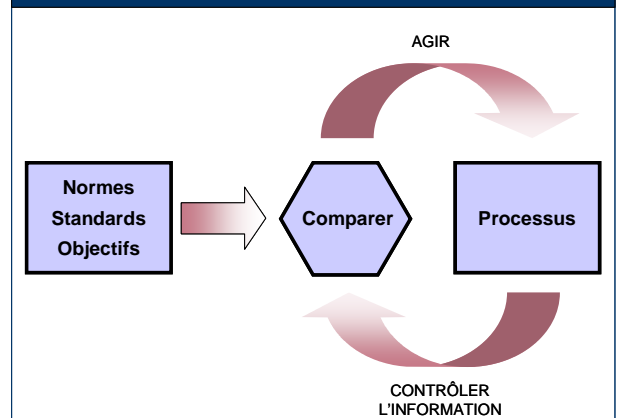 AGIR
Normes
Standards
Objectifs
Comparer
Processus
CONTRÔLER
L'INFORMATION